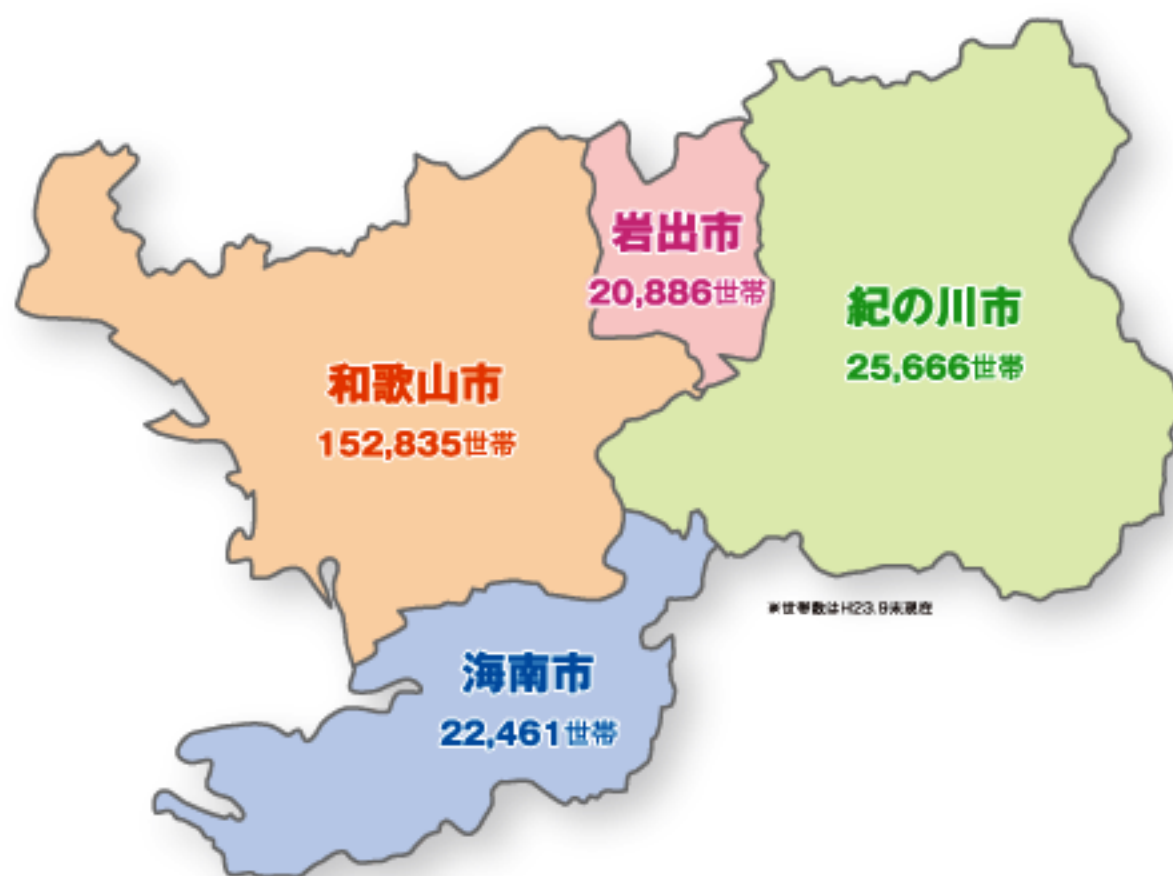 岩出市
20,886世帯
紀の川市
25,666世帯
和歌山市
152,835世帯
※世帯数はH23.9末現在
海南市
22,461世帯